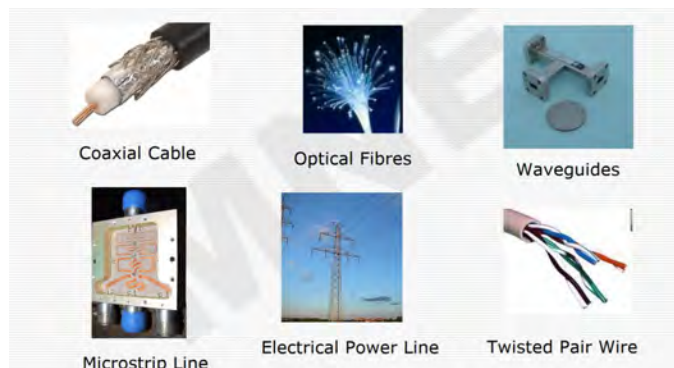 Coaxial Cable
Optical Fibres
Waveguides
Microstrip Line
Electrical Power Line
Twisted Pair Wire